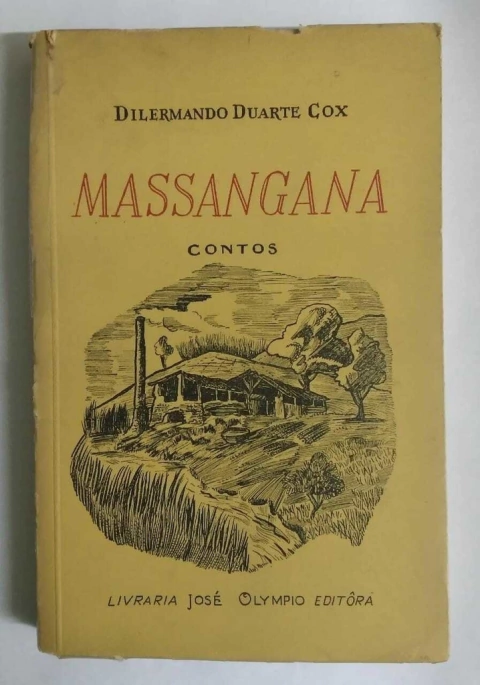 DILERMANDO DUARTE COX
MASSANGANA
CONTOS
LIVRARIA JOSÉ OLYMPIO EDITÔRA